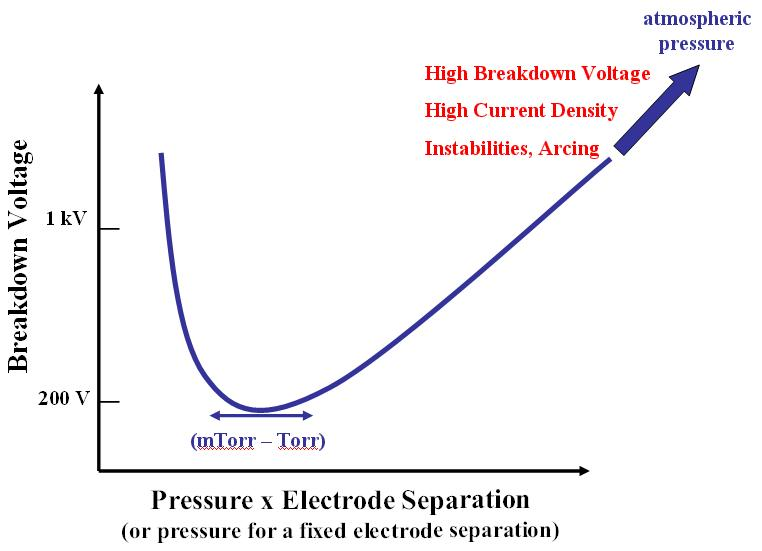 atmospheric
pressure
High Breakdown Voltage
High Current Density
Instabilities, Arcing
Breakdown Voltage
1 kV
200 V
(mTorr – Torr)
Pressure x Electrode Separation
(or pressure for a fixed electrode separation)